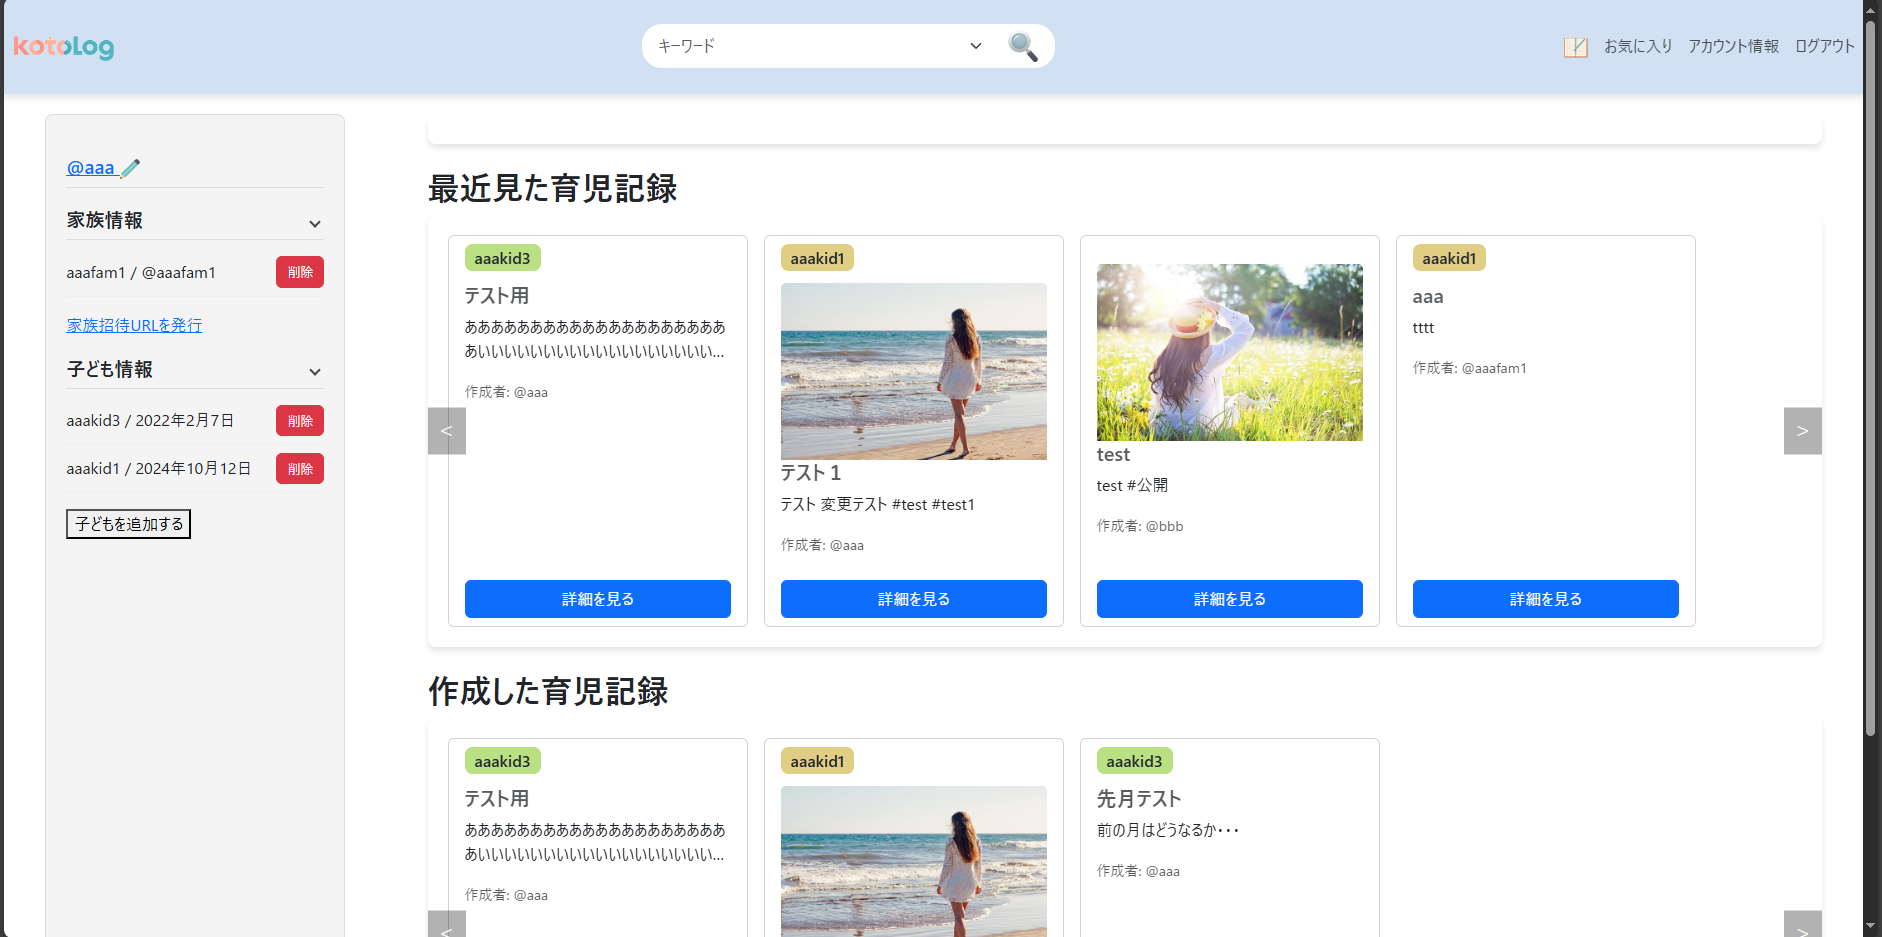 kotoLog
キーワード
お気に入り
アカウント情報
ログアウト
@aaa
家族情報
aaafam1 / @aaafam1
削除
家族招待URLを発行
子ども情報
aaakid3 / 2022年2月7日
削除
aaakid1 / 2024年10月12日
削除
子どもを追加する
最近見た育児記録
<
aaakid3
テスト用
ああああああああああああああああああああ
あいいいいいいいいいいいいいいいいいい...
作成者: @aaa
詳細を見る
aaakid1
テスト 1
テスト 変更テスト #test #test1
作成者: @aaa
詳細を見る
test
test #公開
作成者: @bbb
詳細を見る
aaakid1
aaa
tttt
作成者: @aaafam1
詳細を見る
>
作成した育児記録
aaakid3
テスト用
ああああああああああああああああああああ
あいいいいいいいいいいいいいいいいいい...
作成者: @aaa
<
aaakid1
aaakid3
先月テスト
前の月はどうなるか・・・
作成者: @aaa
>